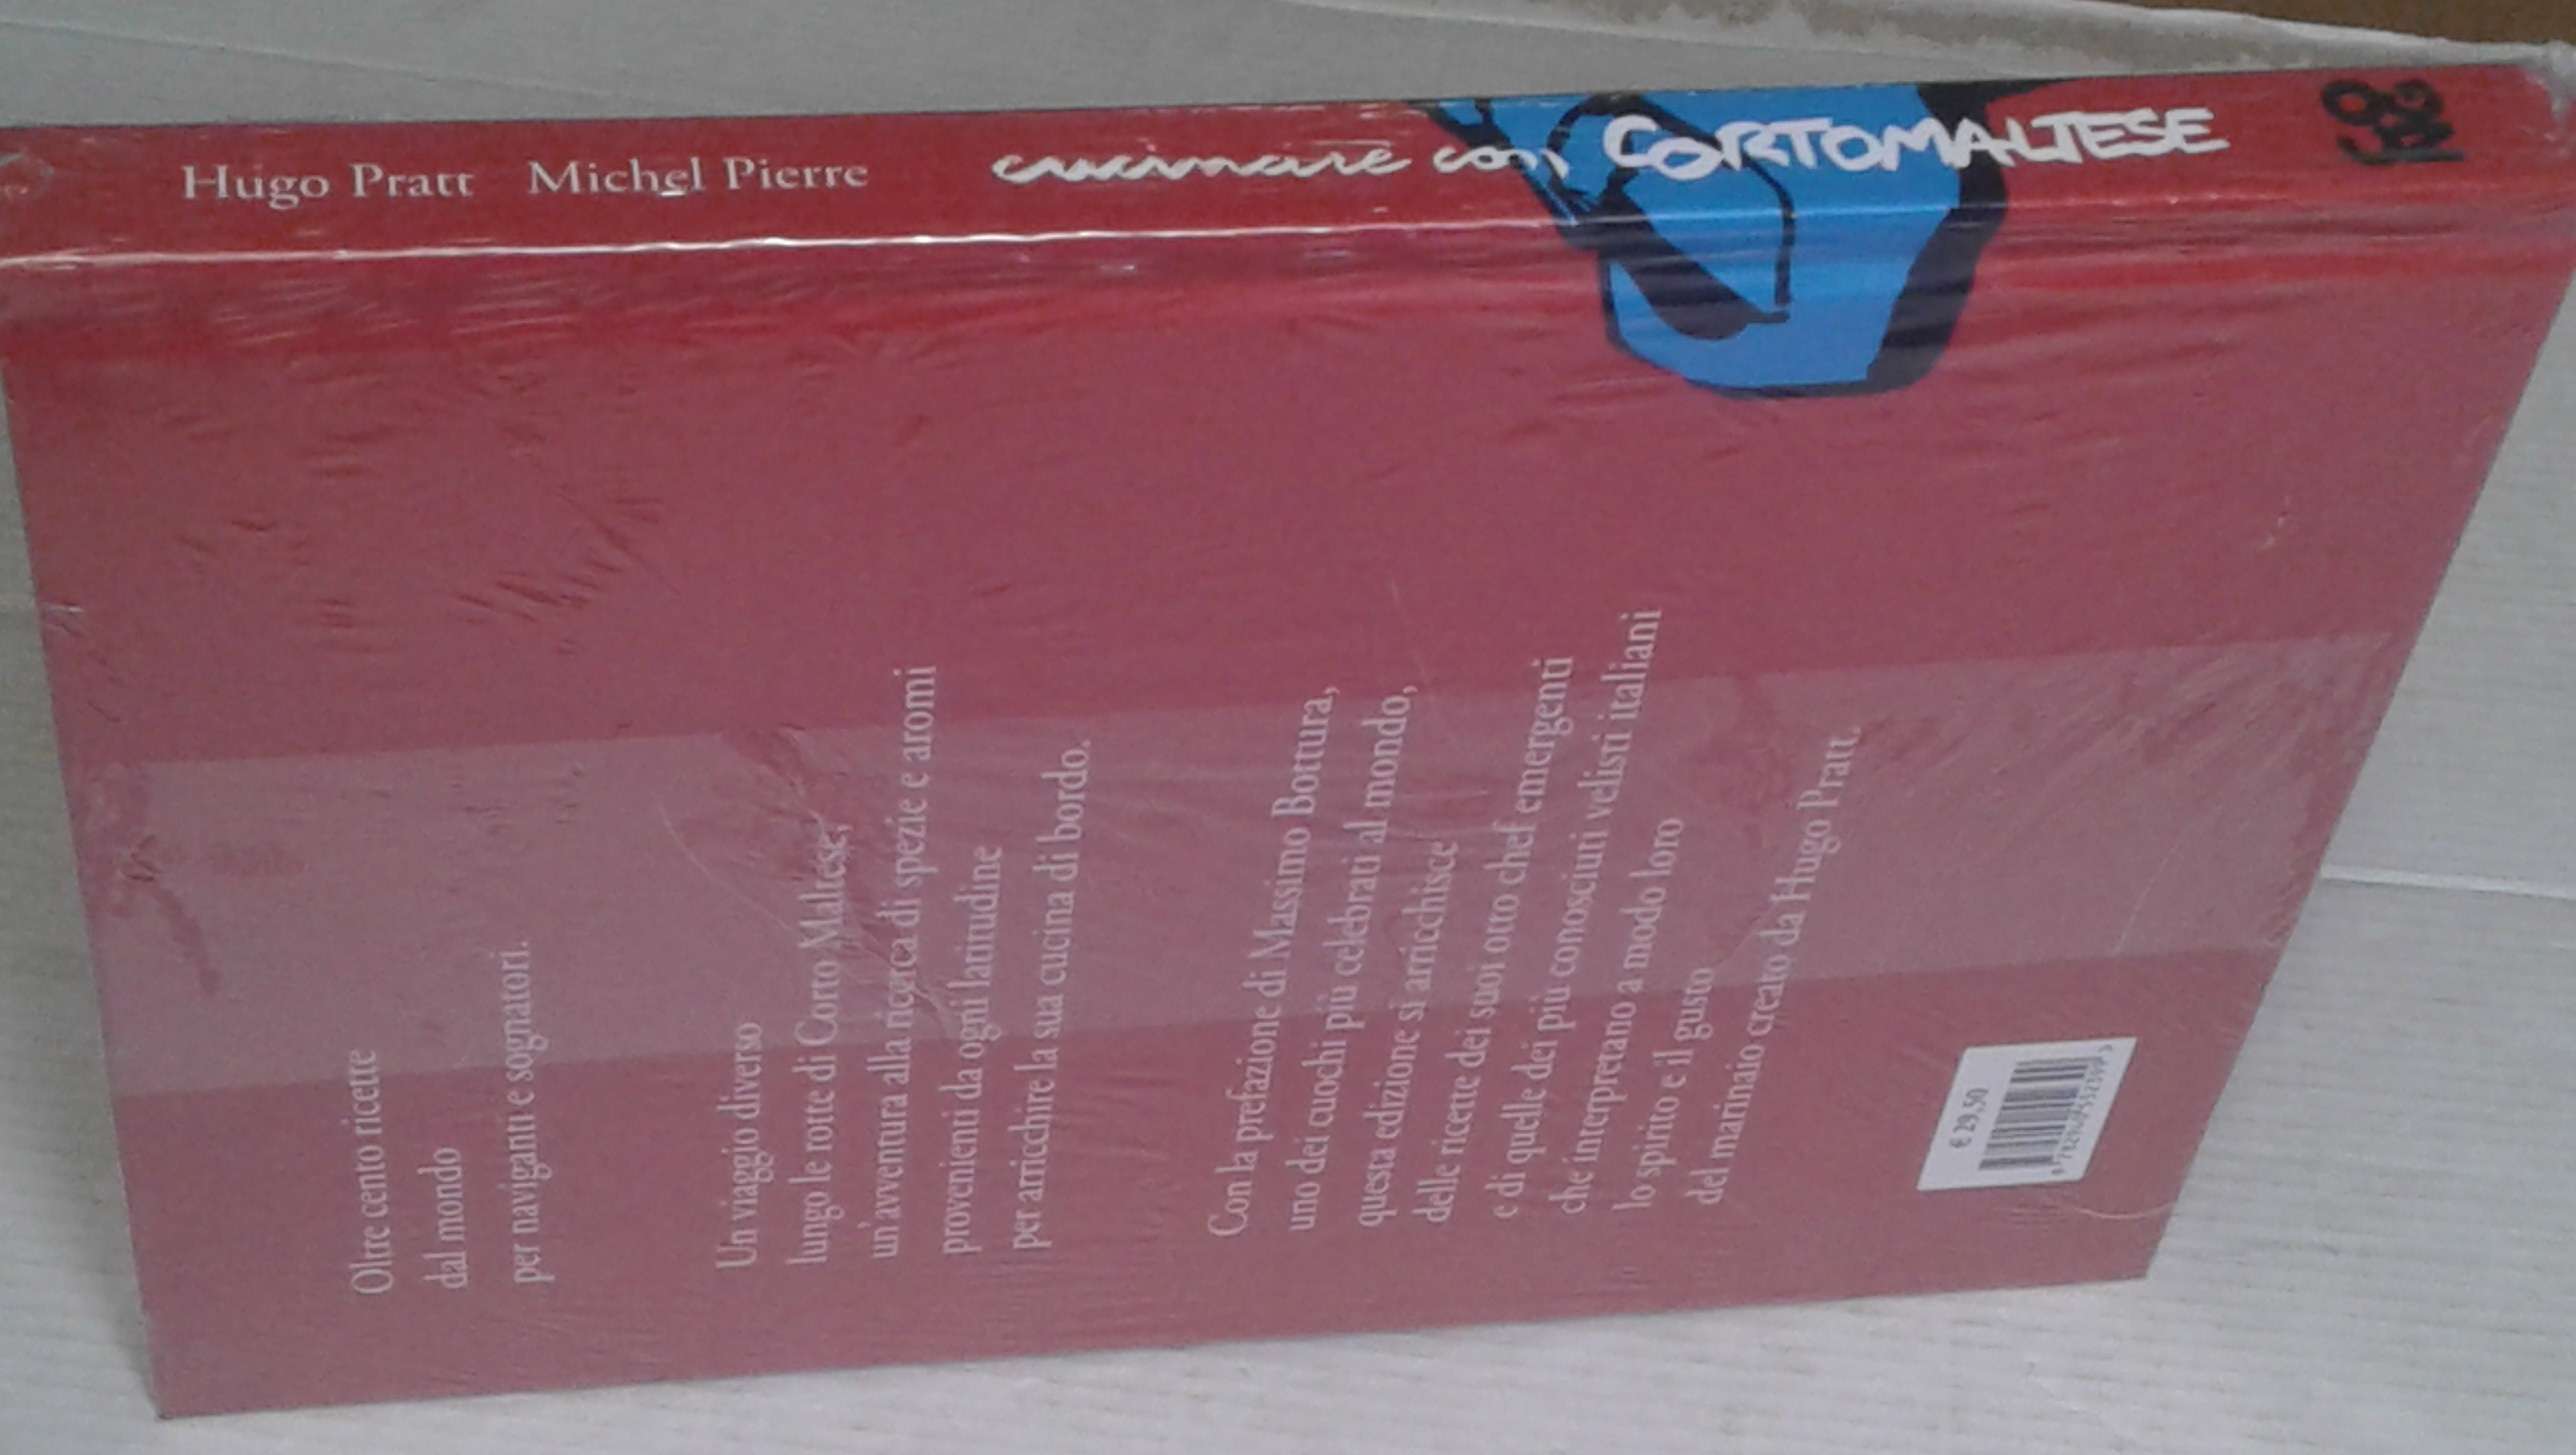 Hugo Pratt Michel Pierre cucinare con CORTOMALTESE
Oltre cento ricette
dal mondo
per naviganti e sognatori.
Un viaggio diverso
lungo le rotte di Corto Maltese,
un'avventura alla ricerca di spezie e aromi
provenienti da ogni latitudine
per arricchire la sua cucina di bordo.
Con la prefazione di Massimo Bottura,
uno dei cuochi più celebrati al mondo,
questa edizione si arricchisce
delle ricette dei suoi otto chef emergenti
e di quelle dei più conosciuti velisti italiani
che interpretano a modo loro
lo spirito e il gusto
del marinaio creato da Hugo Pratt.
€ 29,50